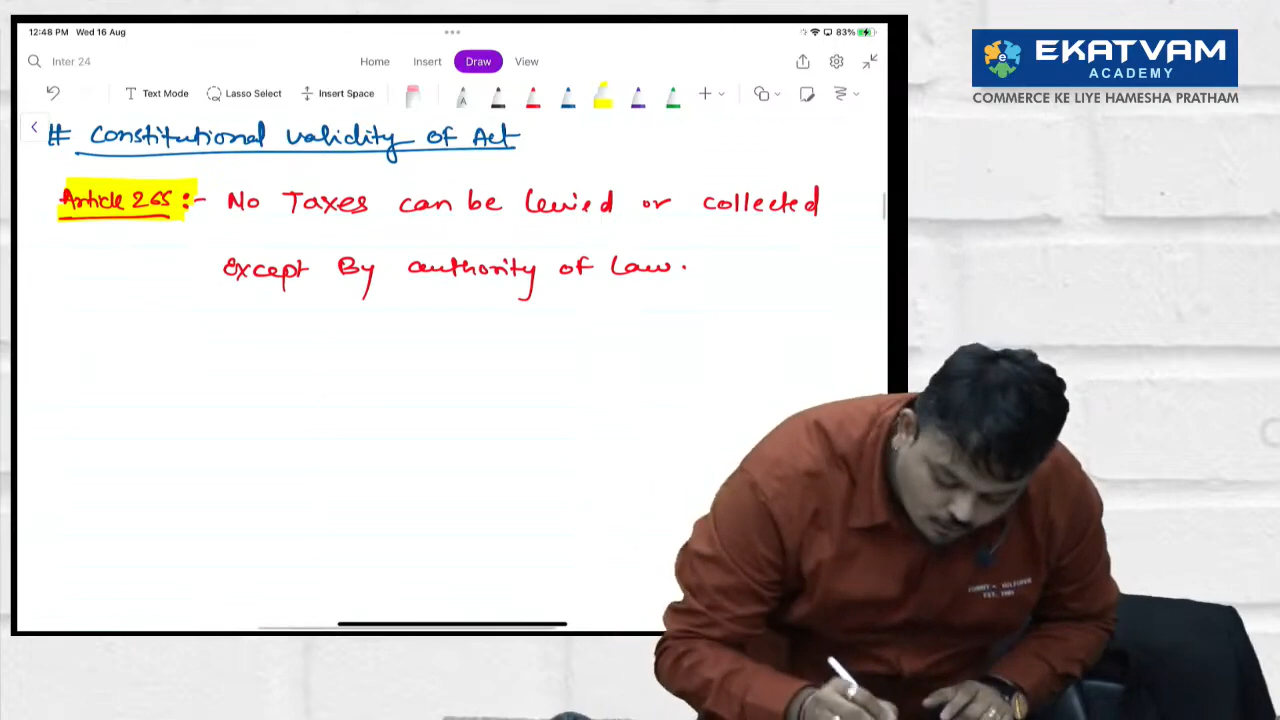 12:48 PM Wed 16 Aug
83%
Inter 24
Home Insert Draw View
Text Mode Lasso Select Insert Space
# Constitutional validity of Act
Article 265 :- No Taxes can be levied or collected
Except By authority of Law.
EKATVAM
ACADEMY
COMMERCE KE LIYE HAMESHA PRATHAM